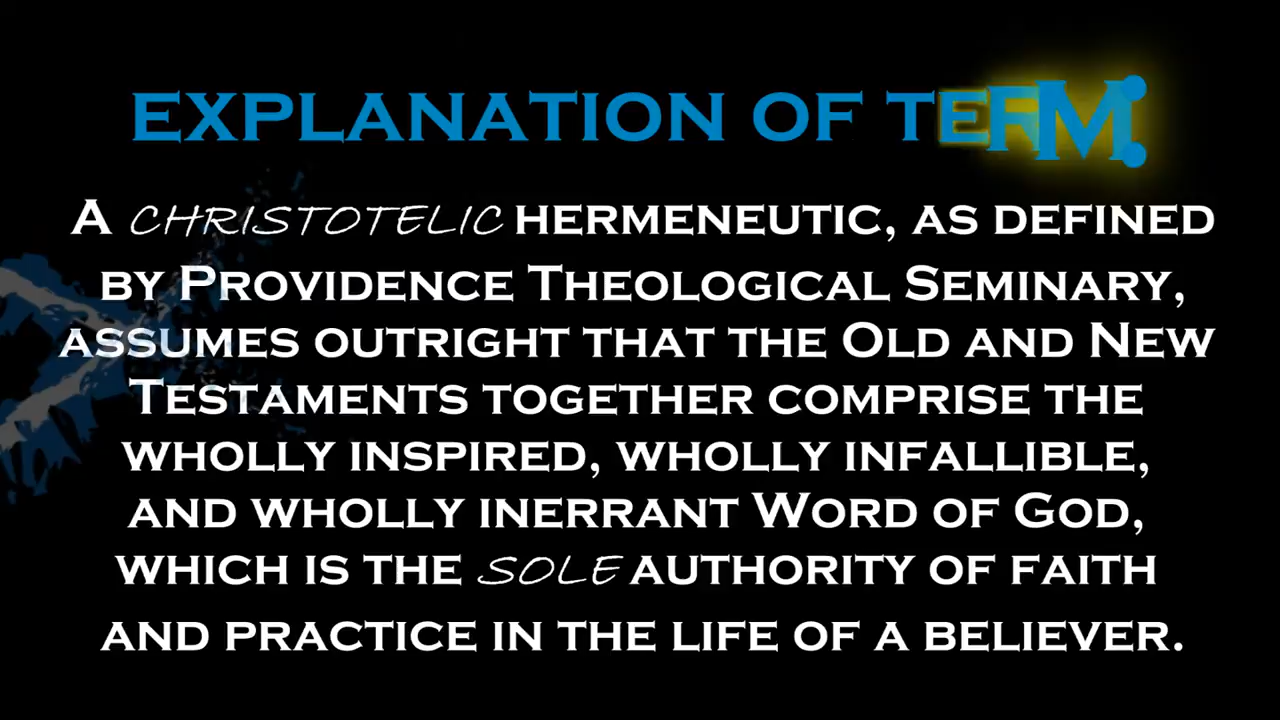 EXPLANATION OF TERM:
A CHRISTOTELIC HERMENEUTIC, AS DEFINED
BY PROVIDENCE THEOLOGICAL SEMINARY,
ASSUMES OUTRIGHT THAT THE OLD AND NEW
TESTAMENTS TOGETHER COMPRISE THE
WHOLLY INSPIRED, WHOLLY INFALLIBLE,
AND WHOLLY INERRANT WORD OF GOD,
WHICH IS THE SOLE AUTHORITY OF FAITH
AND PRACTICE IN THE LIFE OF A BELIEVER.